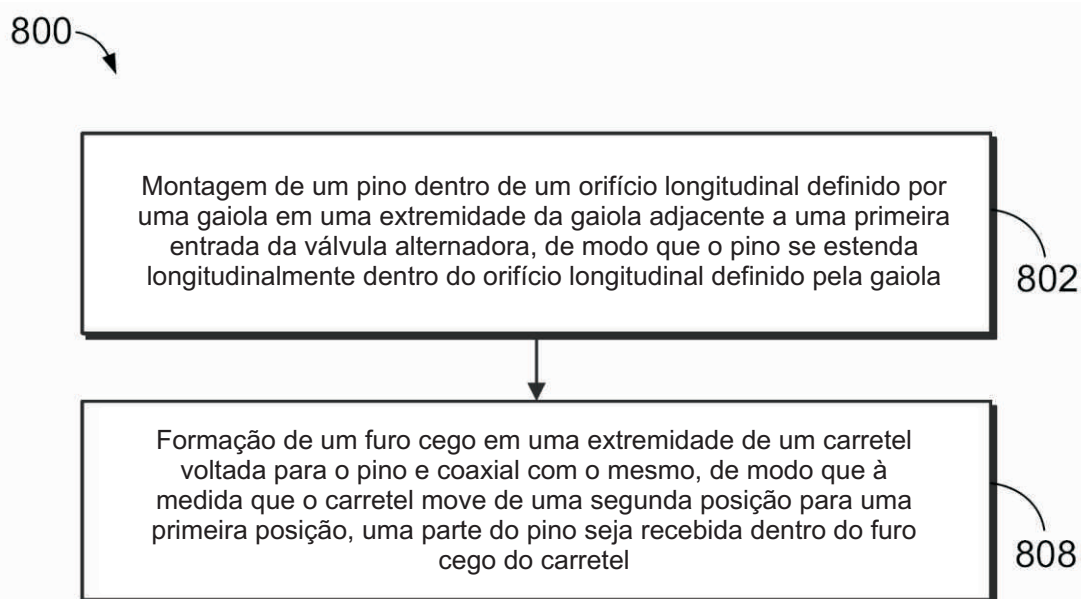 800
Montagem de um pino dentro de um orifício longitudinal definido por
uma gaiola em uma extremidade da gaiola adjacente a uma primeira
entrada da válvula alternadora, de modo que o pino se estenda
longitudinalmente dentro do orifício longitudinal definido pela gaiola
802
Formação de um furo cego em uma extremidade de um carretel
voltada para o pino e coaxial com o mesmo, de modo que à
medida que o carretel move de uma segunda posição para uma
primeira posição, uma parte do pino seja recebida dentro do furo
cego do carretel
808